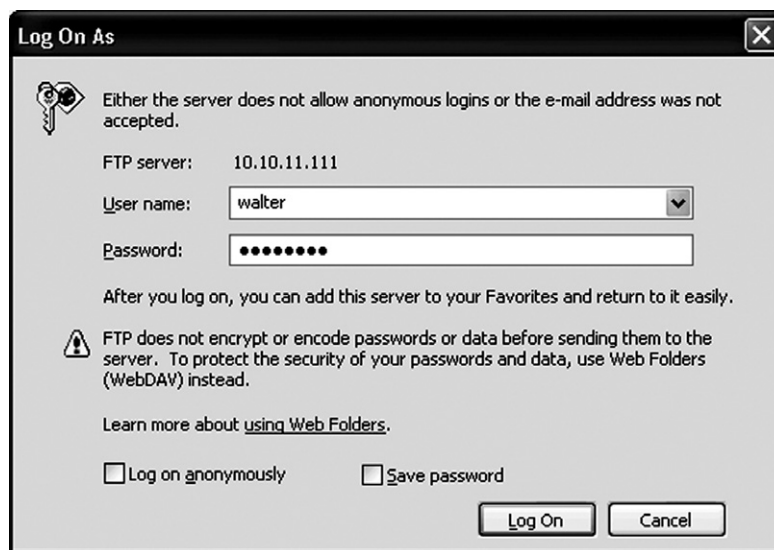 Log On As
Either the server does not allow anonymous logins or the e-mail address was not
accepted.
FTP server: 10.10.11.111
User name: walter
Password: ●●●●●●●●
After you log on, you can add this server to your Favorites and return to it easily.
FTP does not encrypt or encode passwords or data before sending them to the
server. To protect the security of your passwords and data, use Web Folders
(WebDAV) instead.
Learn more about using Web Folders.
Log on anonymously Save password
Log On Cancel